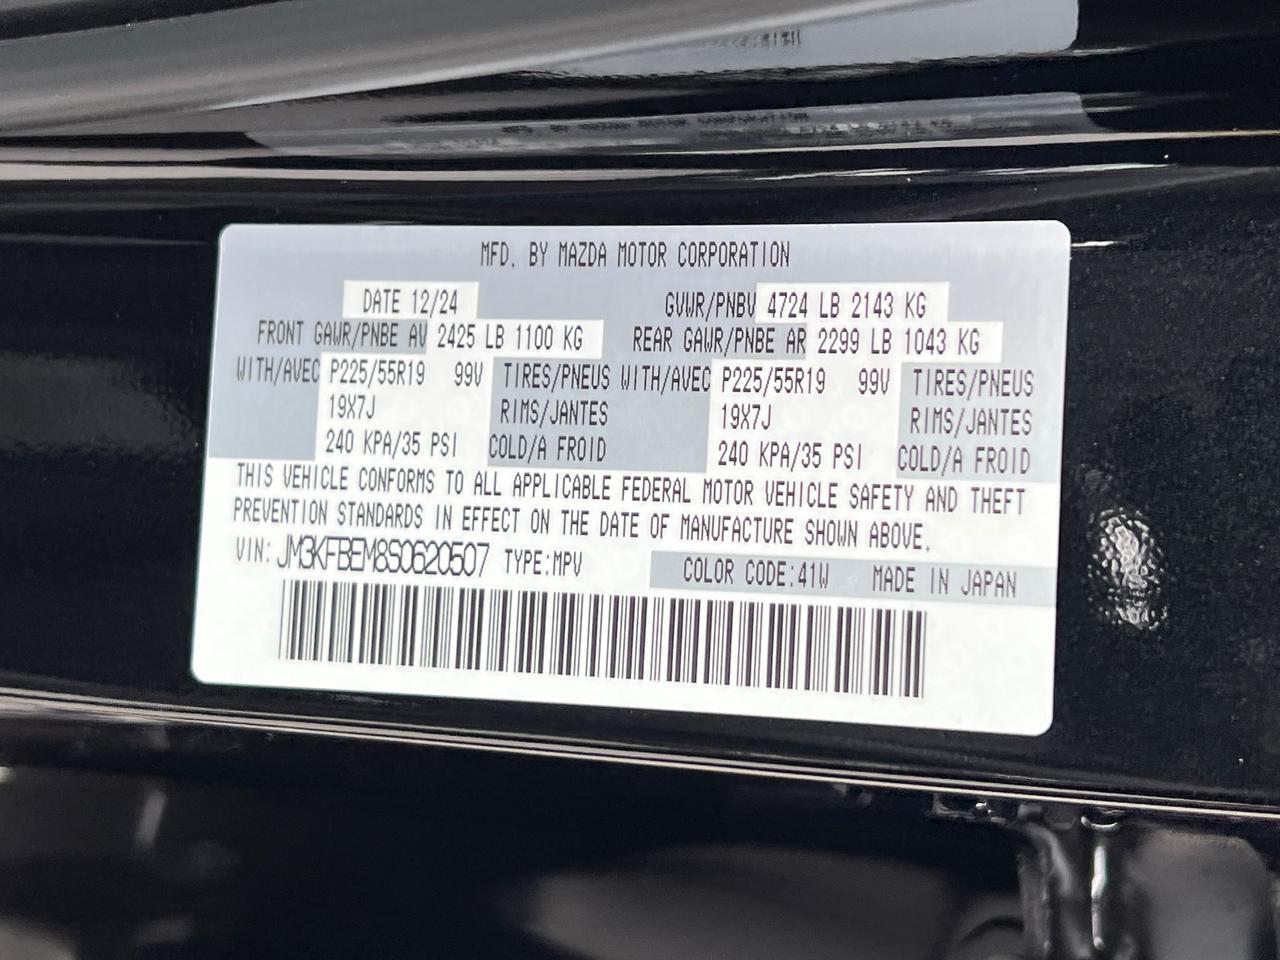 MFD. BY MAZDA MOTOR CORPORATION
DATE 12/24 GVWR/PNBV 4724 LB 2143 KG
FRONT GAWR/PNBE AV 2425 LB 1100 KG REAR GAWR/PNBE AR 2299 LB 1043 KG
WITH/AVEC P225/55R19 99V TIRES/PNEUS WITH/AVEC P225/55R19 99V TIRES/PNEUS
19X7J RIMS/JANTES 19X7J RIMS/JANTES
240 KPA/35 PSI COLD/A FROID 240 KPA/35 PSI COLD/A FROID
THIS VEHICLE CONFORMS TO ALL APPLICABLE FEDERAL MOTOR VEHICLE SAFETY AND THEFT
PREVENTION STANDARDS IN EFFECT ON THE DATE OF MANUFACTURE SHOWN ABOVE.
VIN: JM3KFBEM8S0620507 TYPE:MPV COLOR CODE:41W MADE IN JAPAN